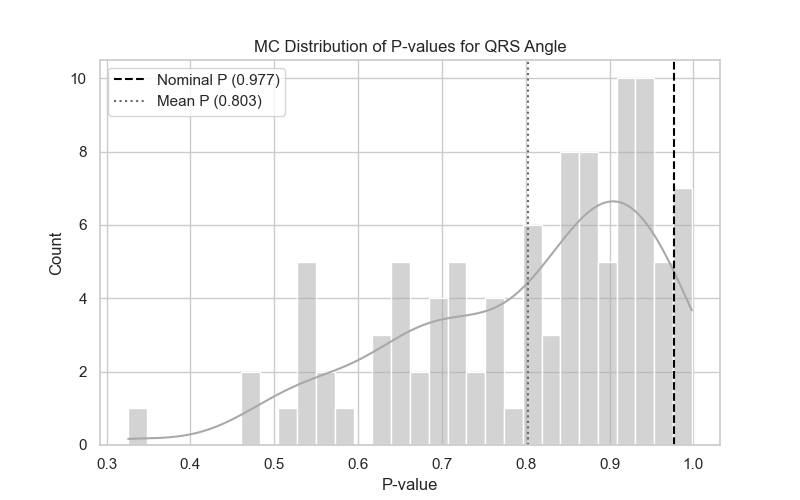 MC Distribution of P-values for QRS Angle
Nominal P (0.977)
Mean P (0.803)
10
8
6
4
2
0
Count
0.3 0.4 0.5 0.6 0.7 0.8 0.9 1.0
P-value